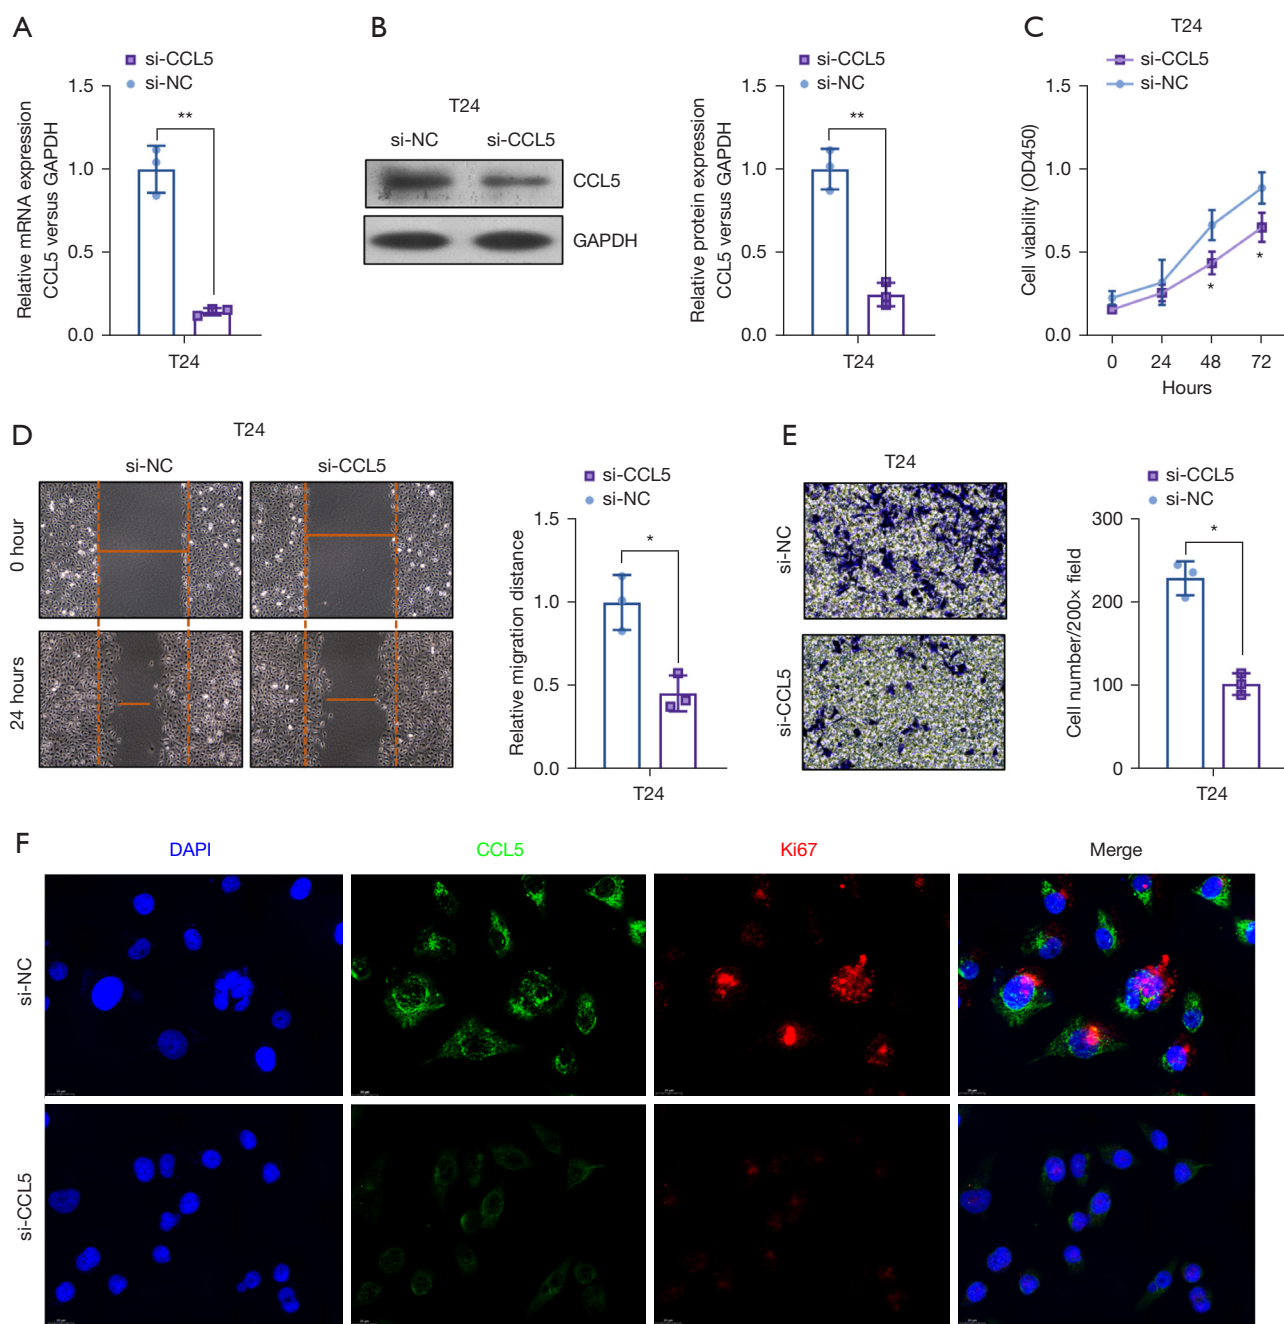 A
si-CCL5
si-NC
Relative mRNA expression
CCL5 versus GAPDH
1.5
1.0
0.5
0.0
**
T24
B
T24
si-NC
si-CCL5
CCL5
GAPDH
si-CCL5
si-NC
Relative protein expression
CCL5 versus GAPDH
1.5
1.0
0.5
0.0
**
T24
C
T24
si-CCL5
si-NC
Cell viability (OD450)
1.5
1.0
0.5
0.0
*
*
0 24 48 72
Hours
D
T24
si-NC
si-CCL5
0 hour
24 hours
si-CCL5
si-NC
Relative migration distance
1.5
1.0
0.5
0.0
*
T24
E
T24
si-NC
si-CCL5
si-CCL5
si-NC
Cell number/200× field
300
200
100
0
*
T24
F
DAPI
CCL5
Ki67
Merge
si-NC
si-CCL5